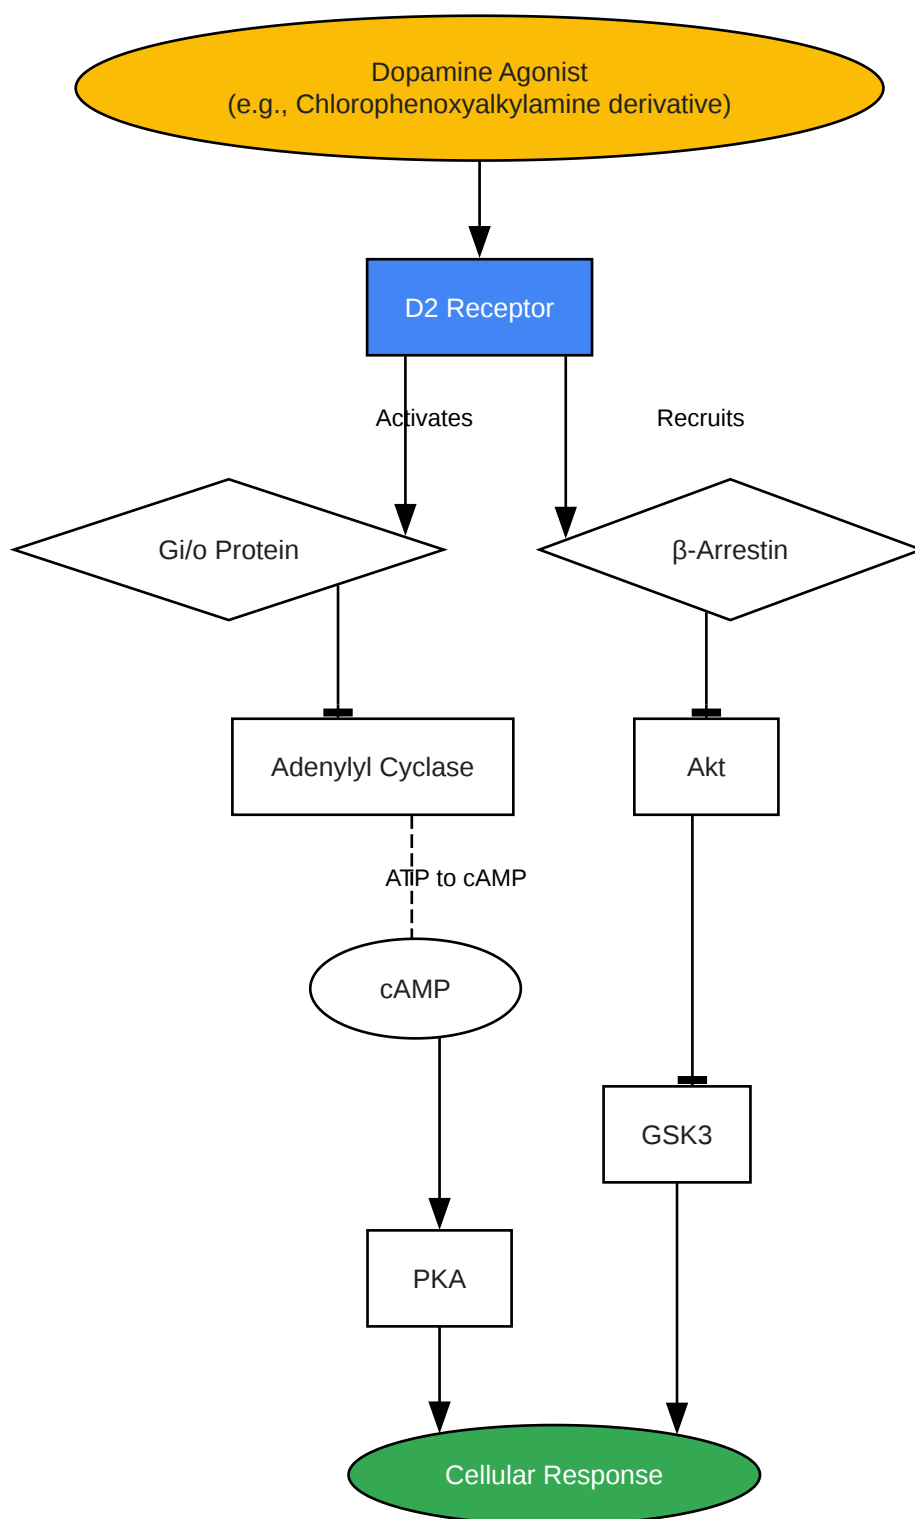 Dopamine Agonist
(e.g., Chlorophenoxyalkylamine derivative)
D2 Receptor
Activates
Recruits
Gi/o Protein
β-Arrestin
Adenylyl Cyclase
Akt
ATP to cAMP
cAMP
GSK3
PKA
Cellular Response